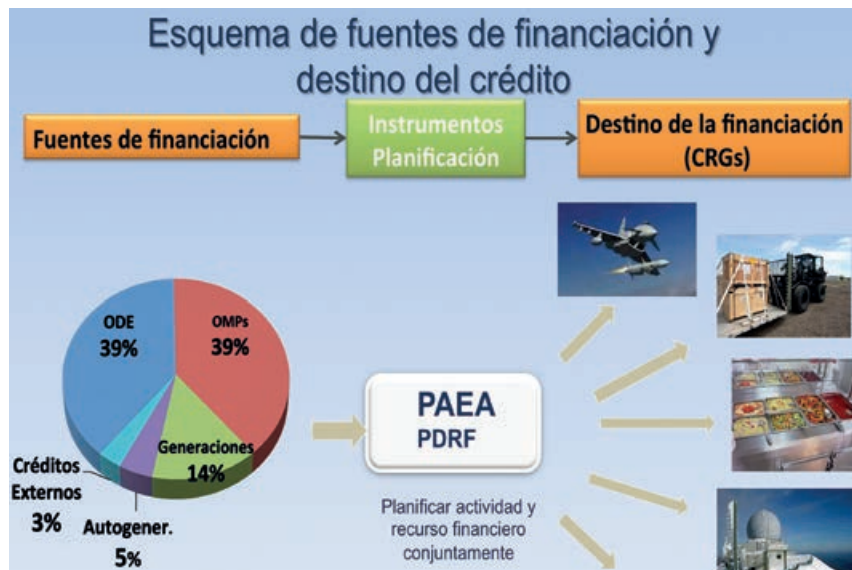 Esquema de fuentes de financiación y
destino del crédito
Fuentes de financiación
Instrumentos
Planificación
Destino de la financiación
(CRGs)
ODE
39%
OMPs
39%
Generaciones
14%
Créditos
Externos
3%
Autogener.
5%
PAEA
PDRF
Planificar actividad y
recurso financiero
conjuntamente